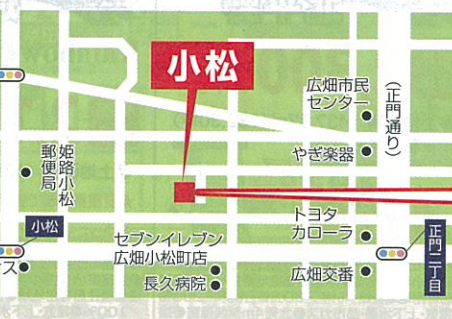 小松
広畑市民
センター
(正門通り)
やぎ楽器
姫路小松
郵便局
小松
トヨタ
カローラ
セブンイレブン
広畑小松町店
広畑交番
長久病院
正門二丁目
ス